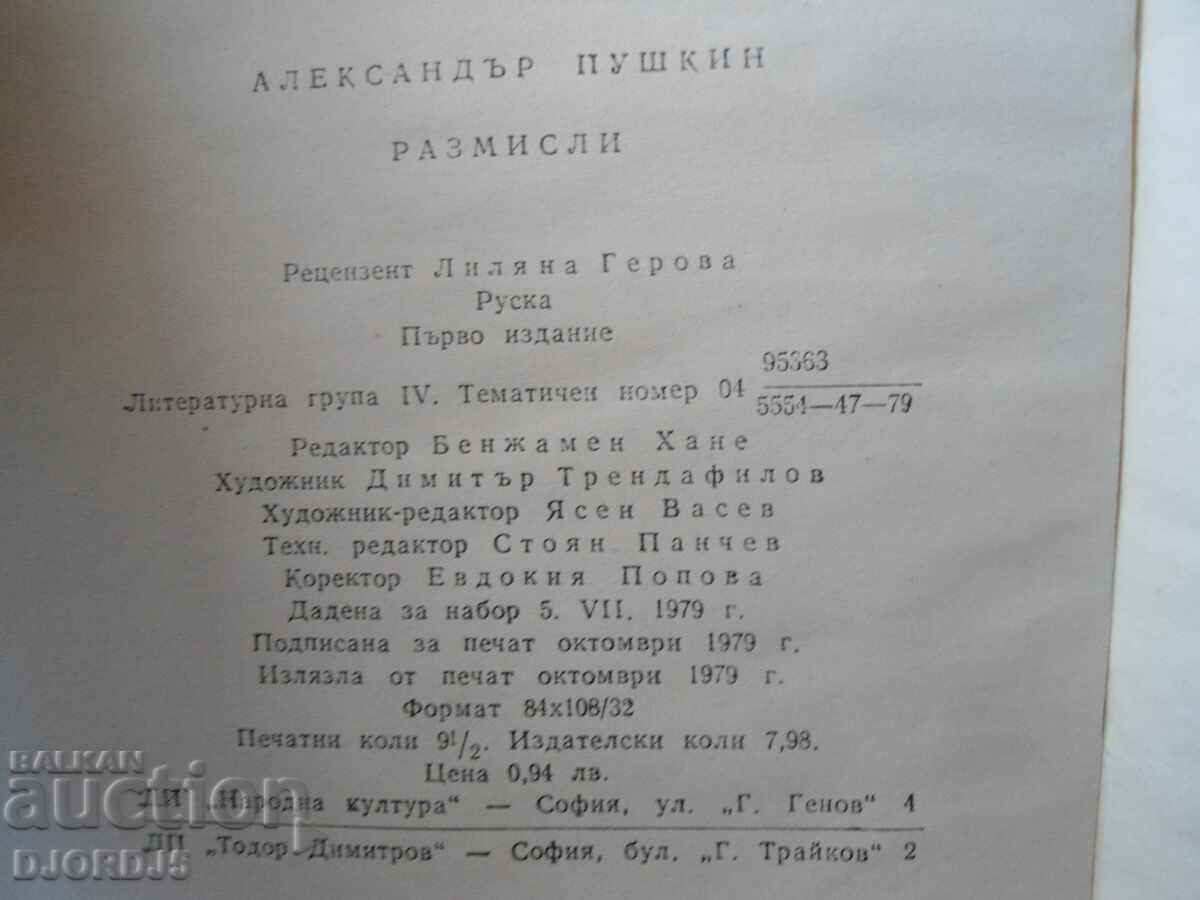 АЛЕКСАНДЪР ПУШКИН
РАЗМИСЛИ
Рецензент Лиляна Герова
Руска
Първо издание
Литературна група IV. Тематичен номер 04 95363
5554—47—79
Редактор Бенжамен Хане
Художник Димитър Трендафилов
Художник-редактор Ясен Васев
Техн. редактор Стоян Панчев
Коректор Евдокия Попова
Дадена за набор 5. VII. 1979 г.
Подписана за печат октомври 1979 г.
Излязла от печат октомври 1979 г.
Формат 84x108/32
Печатни коли 9 1/2. Издателски коли 7,98.
Цена 0,94 лв.
ДИ „Народна култура“ — София, ул. „Г. Генов“ 4
ДП „Тодор Димитров“ — София, бул. „Г. Трайков“ 2
BALKAN
auction
DJORDJ5